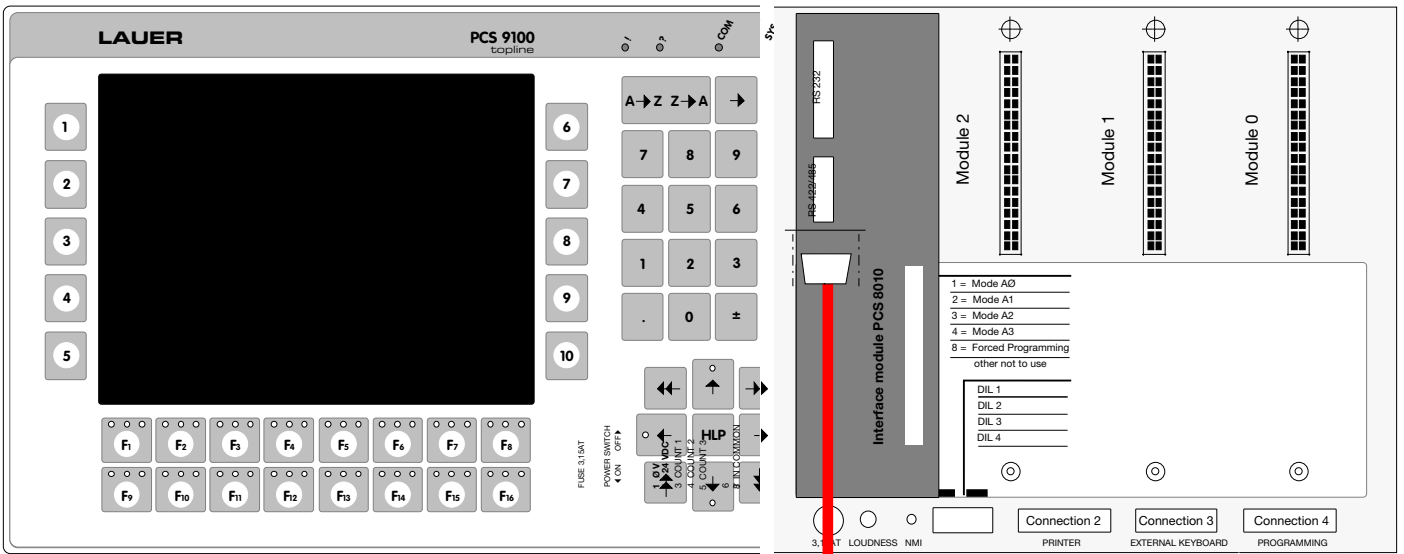 LAUER
PCS 9100
topline
!
?
COM
SYS
1
2
3
4
5
6
7
8
9
10
A→Z Z→A →
7 8 9
4 5 6
1 2 3
. 0 ±
HLP
F1 F2 F3 F4 F5 F6 F7 F8
F9 F10 F11 F12 F13 F14 F15 F16
FUSE 3,15AT
POWER SWITCH
◄ ON OFF ►
1 Ø V
24 VDC
3 COUNT 1
4 COUNT 2
5 COUNT 3
6
IN COMMON
RS 232
RS 422/485
Interface module PCS 8010
Module 2
Module 1
Module 0
1 = Mode AØ
2 = Mode A1
3 = Mode A2
4 = Mode A3
8 = Forced Programming
other not to use
DIL 1
DIL 2
DIL 3
DIL 4
Connection 2
Connection 3
Connection 4
3,15AT
LOUDNESS
NMI
PRINTER
EXTERNAL KEYBOARD
PROGRAMMING